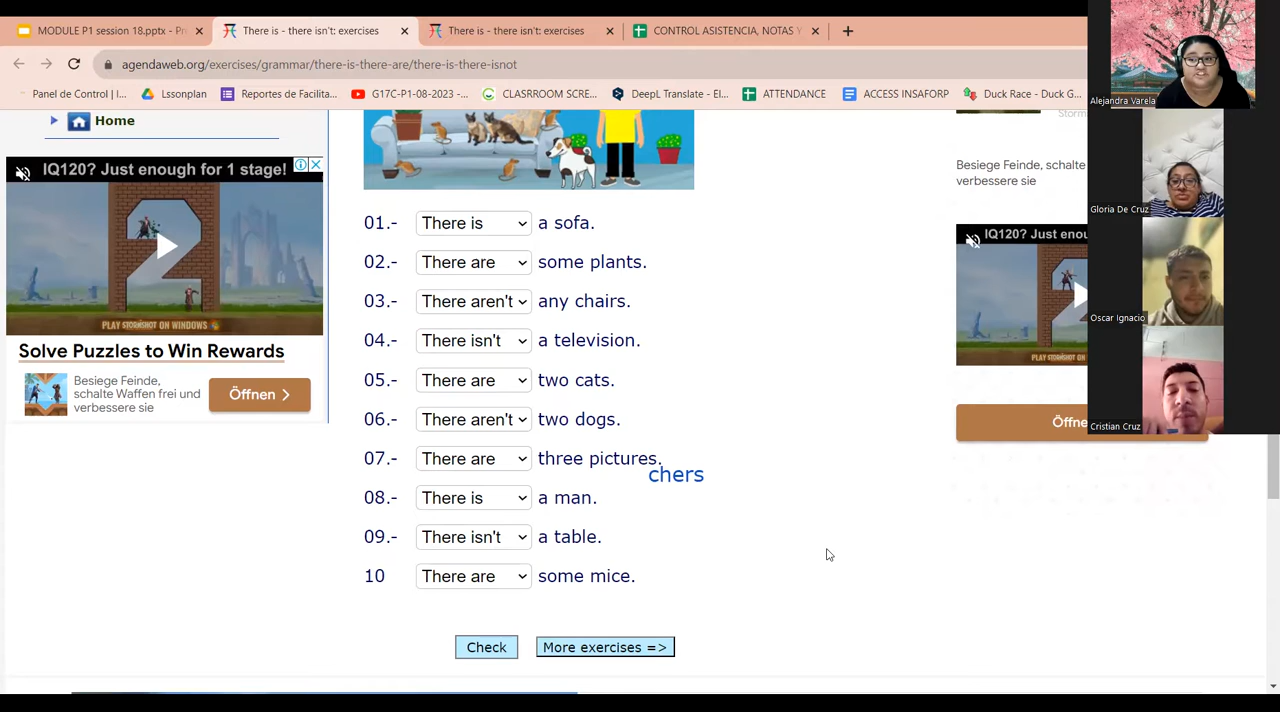 MODULE P1 session 18.pptx - Pr
There is - there isn't: exercises
There is - there isn't: exercises
CONTROL ASISTENCIA, NOTAS Y
agendaweb.org/exercises/grammar/there-is-there-are/there-is-there-isnot
Panel de Control | I...
Lssonplan
Reportes de Facilita...
G17C-P1-08-2023 -...
CLASSROOM SCRE...
DeepL Translate - El...
ATTENDANCE
ACCESS INSAFORP
Duck Race - Duck G...
Alejandra Varela
Gloria De Cruz
Oscar Ignacio
Cristian Cruz
Home
IQ120? Just enough for 1 stage!
2
PLAY STORMSHOT ON WINDOWS
Solve Puzzles to Win Rewards
Besiege Feinde,
schalte Waffen frei und
verbessere sie
Öffnen
01.- There is a sofa.
02.- There are some plants.
03.- There aren't any chairs.
04.- There isn't a television.
05.- There are two cats.
06.- There aren't two dogs.
07.- There are three pictures.
chers
08.- There is a man.
09.- There isn't a table.
10 There are some mice.
Check
More exercises =>
Storms
Besiege Feinde, schalte
verbessere sie
IQ120? Just enou
PLAY STORMSHOT ON
Öffne